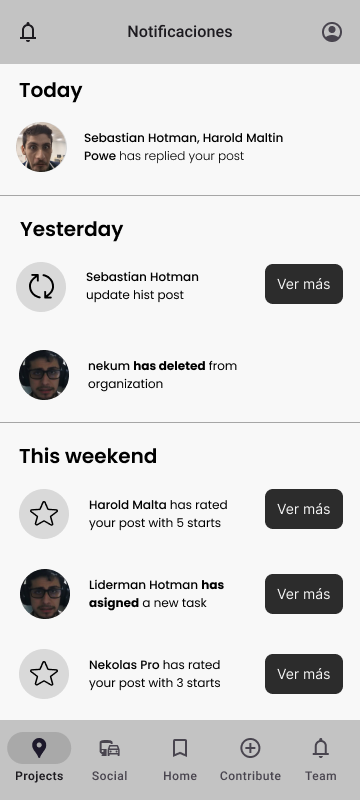 Notificaciones
Today
Sebastian Hotman, Harold Maltin
Powe has replied your post
Yesterday
Sebastian Hotman
update hist post
Ver más
nekum has deleted from
organization
This weekend
Harold Malta has rated
your post with 5 starts
Ver más
Liderman Hotman has
asigned a new task
Ver más
Nekolas Pro has rated
your post with 3 starts
Ver más
Projects
Social
Home
Contribute
Team